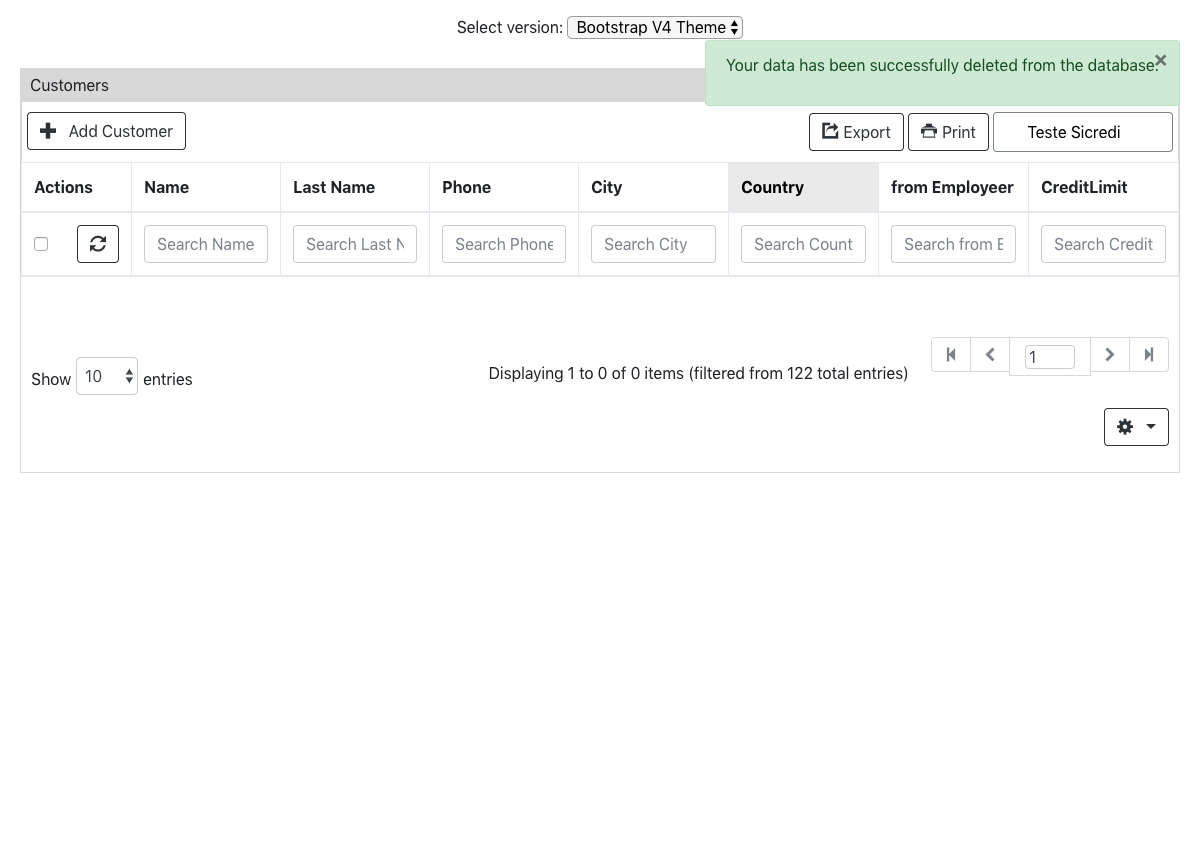 Select version: Bootstrap V4 Theme
Your data has been successfully deleted from the database.
×
Customers
Add Customer
Export
Print
Teste Sicredi
Actions
Name
Last Name
Phone
City
Country
from Employeer
CreditLimit
Search Name
Search Last N
Search Phone
Search City
Search Count
Search from E
Search Credit
Show 10 entries
Displaying 1 to 0 of 0 items (filtered from 122 total entries)
1